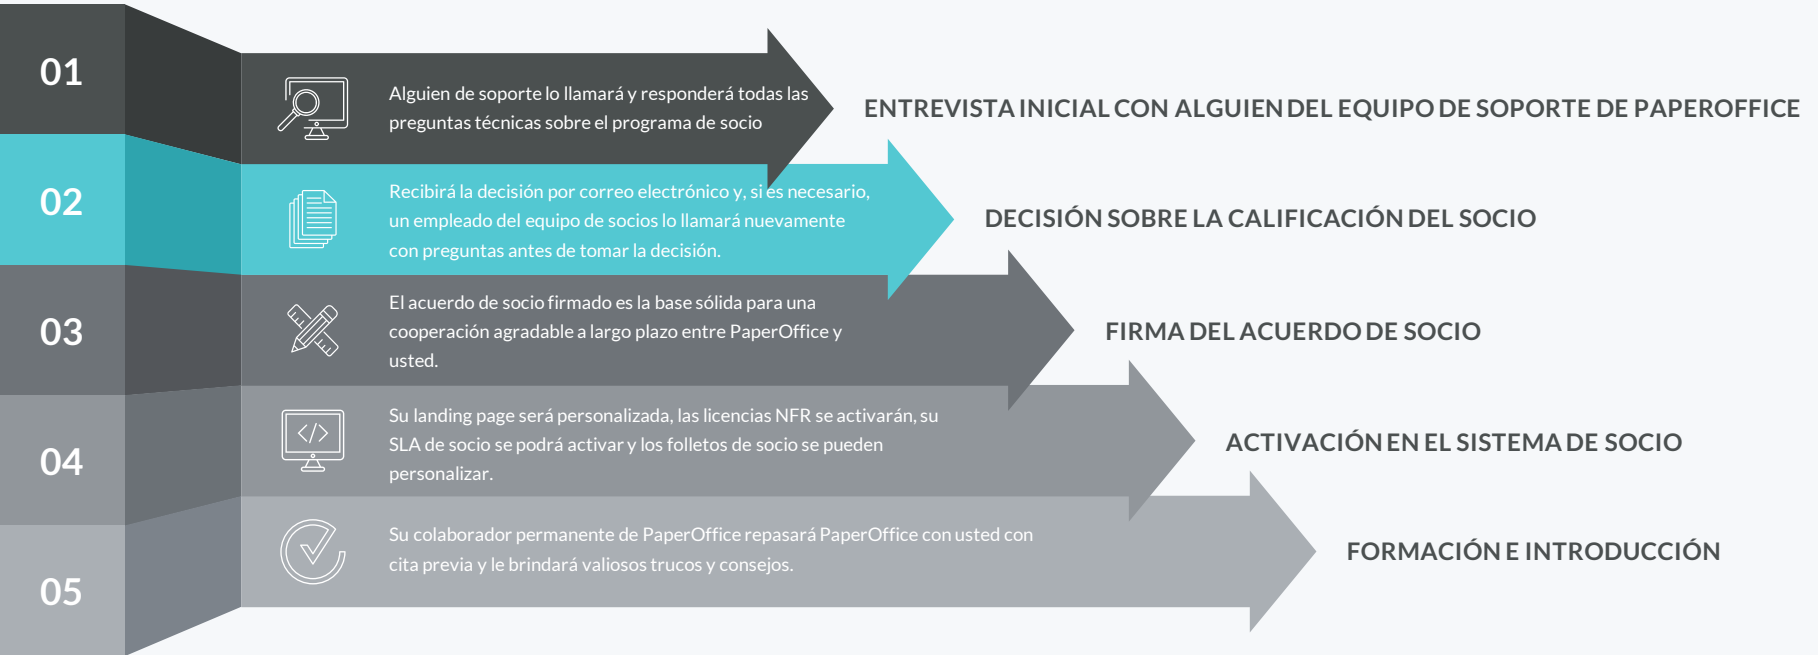 01
Alguien de soporte lo llamará y responderá todas las
preguntas técnicas sobre el programa de socio
ENTREVISTA INICIAL CON ALGUIEN DEL EQUIPO DE SOPORTE DE PAPEROFFICE
02
Recibirá la decisión por correo electrónico y, si es necesario,
un empleado del equipo de socios lo llamará nuevamente
con preguntas antes de tomar la decisión.
DECISIÓN SOBRE LA CALIFICACIÓN DEL SOCIO
03
El acuerdo de socio firmado es la base sólida para una
cooperación agradable a largo plazo entre PaperOffice y
usted.
FIRMA DEL ACUERDO DE SOCIO
04
Su landing page será personalizada, las licencias NFR se activarán, su
SLA de socio se podrá activar y los folletos de socio se pueden
personalizar.
ACTIVACIÓN EN EL SISTEMA DE SOCIO
05
Su colaborador permanente de PaperOffice repasará PaperOffice con usted con
cita previa y le brindará valiosos trucos y consejos.
FORMACIÓN E INTRODUCCIÓN